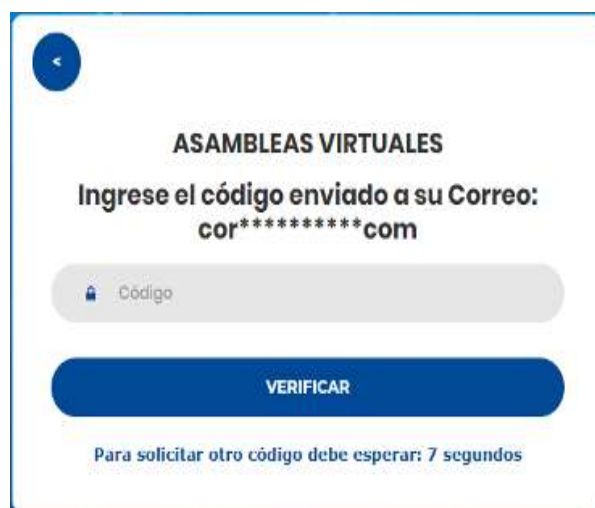 <
ASAMBLEAS VIRTUALES
Ingrese el código enviado a su Correo:
cor**********com
Código
VERIFICAR
Para solicitar otro código debe esperar: 7 segundos